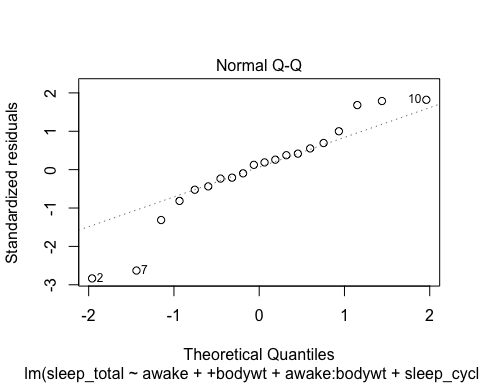 Normal Q-Q
Standardized residuals
2
1
0
-1
-2
-3
10
7
2
-2 -1 0 1 2
Theoretical Quantiles
lm(sleep_total ~ awake + +bodywt + awake:bodywt + sleep_cycl